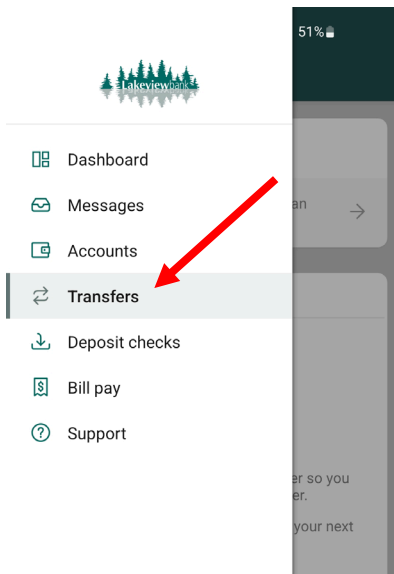 51%
Lakeviewbank
Dashboard
Messages
an
Accounts
Transfers
Deposit checks
Bill pay
Support
er so you
er.
your next